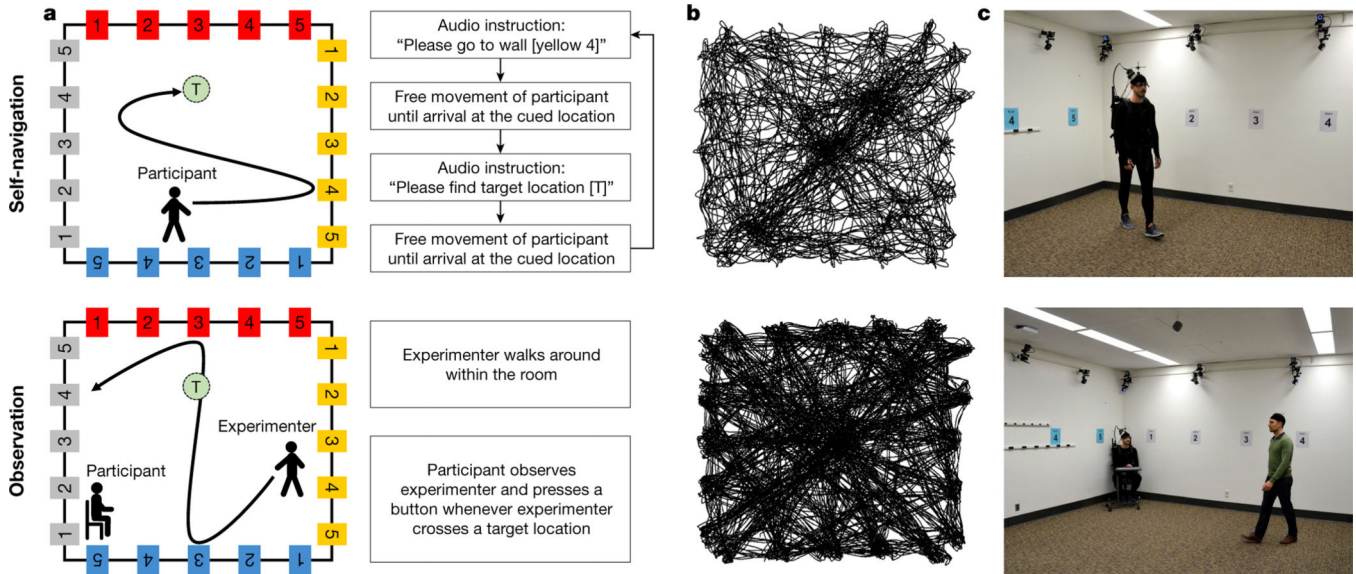 a
b
c
Self-navigation
1 2 3 4 5
5 4 3 2 1
1 2 3 4 5
5 4 3 2 1
T
Participant
Audio instruction:
“Please go to wall [yellow 4]”
Free movement of participant
until arrival at the cued location
Audio instruction:
“Please find target location [T]”
Free movement of participant
until arrival at the cued location
4 5 2 3 4
Observation
1 2 3 4 5
5 4 3 2 1
1 2 3 4 5
5 4 3 2 1
T
Experimenter
Participant
Experimenter walks around
within the room
Participant observes
experimenter and presses a
button whenever experimenter
crosses a target location
4 5 1 2 3 4